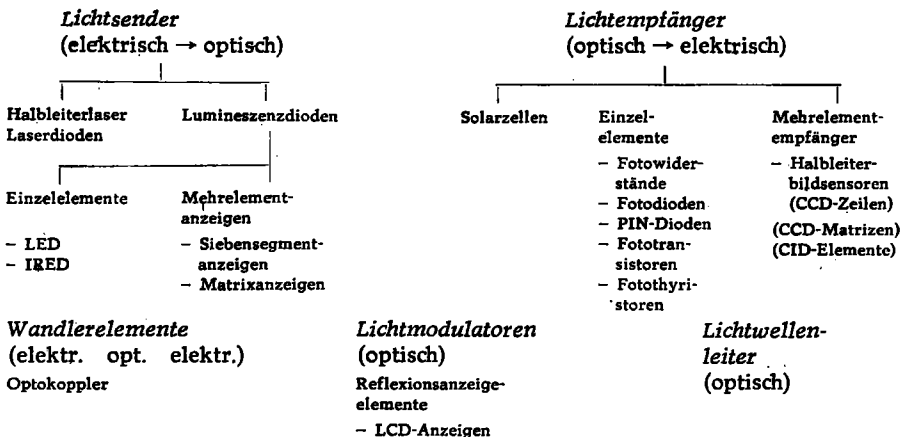 Lichtsender
(elektrisch → optisch)
Halbleiterlaser
Laserdioden
Lumineszenzdioden
Einzelelemente
– LED
– IRED
Mehrelement-
anzeigen
– Siebensegment-
anzeigen
– Matrixanzeigen
Lichtempfänger
(optisch → elektrisch)
Solarzellen
Einzel-
elemente
– Fotowider-
stände
– Fotodioden
– PIN-Dioden
– Fototran-
sistoren
– Fotothyri-
storen
Mehrelement-
empfänger
– Halbleiter-
bildsensoren
(CCD-Zeilen)
(CCD-Matrizen)
(CID-Elemente)
Wandlerelemente
(elektr. opt. elektr.)
Optokoppler
Lichtmodulatoren
(optisch)
Reflexionsanzeige-
elemente
– LCD-Anzeigen
Lichtwellen-
leiter
(optisch)